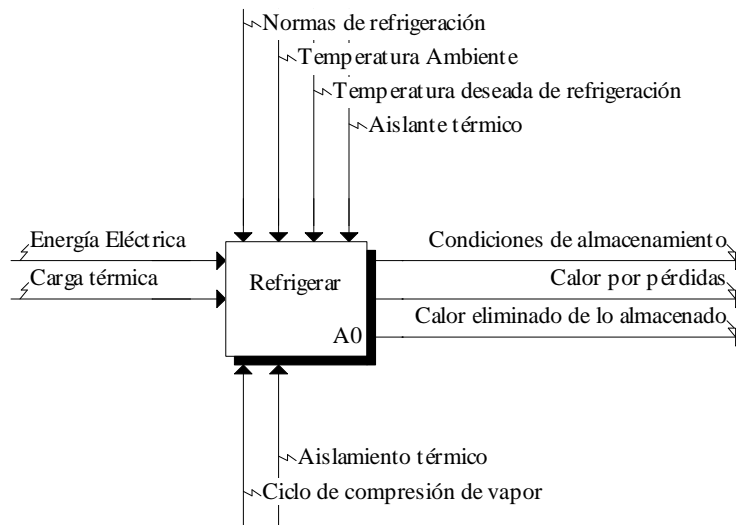 Normas de refrigeración
Temperatura Ambiente
Temperatura deseada de refrigeración
Aislante térmico
Energía Eléctrica
Carga térmica
Refrigerar
A0
Condiciones de almacenamiento
Calor por pérdidas
Calor eliminado de lo almacenado
Aislamiento térmico
Ciclo de compresión de vapor